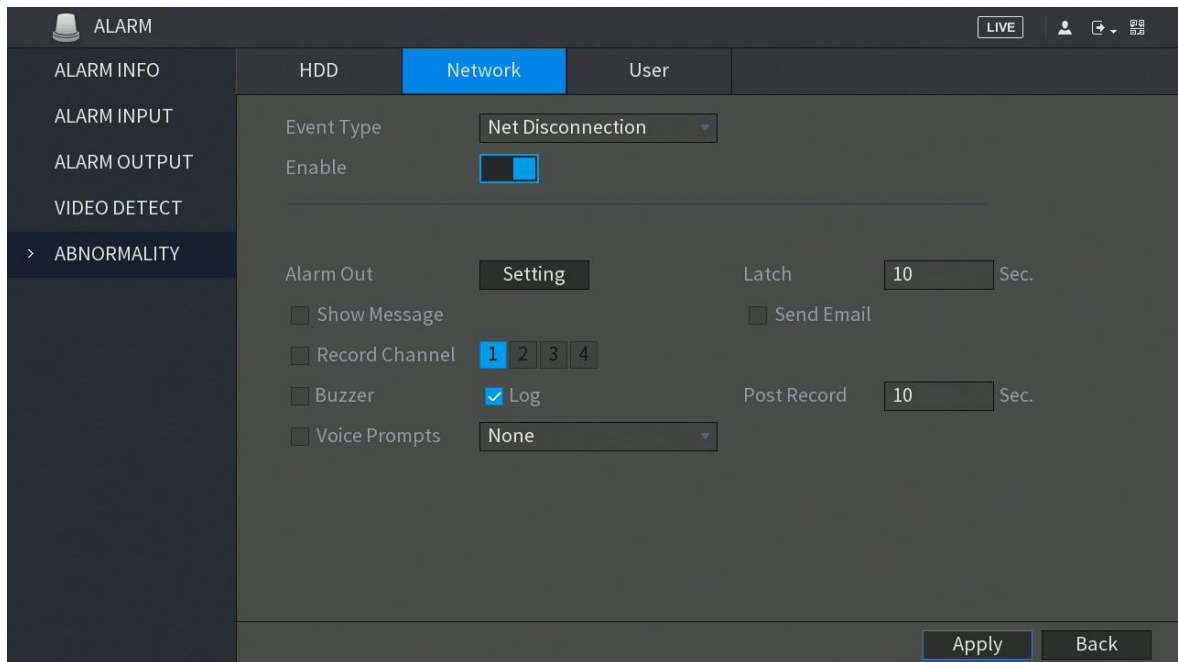 ALARM LIVE
ALARM INFO
ALARM INPUT
ALARM OUTPUT
VIDEO DETECT
> ABNORMALITY
HDD Network User
Event Type Net Disconnection
Enable
Alarm Out Setting Latch 10 Sec.
Show Message Send Email
Record Channel 1 2 3 4
Buzzer Log Post Record 10 Sec.
Voice Prompts None
Apply Back